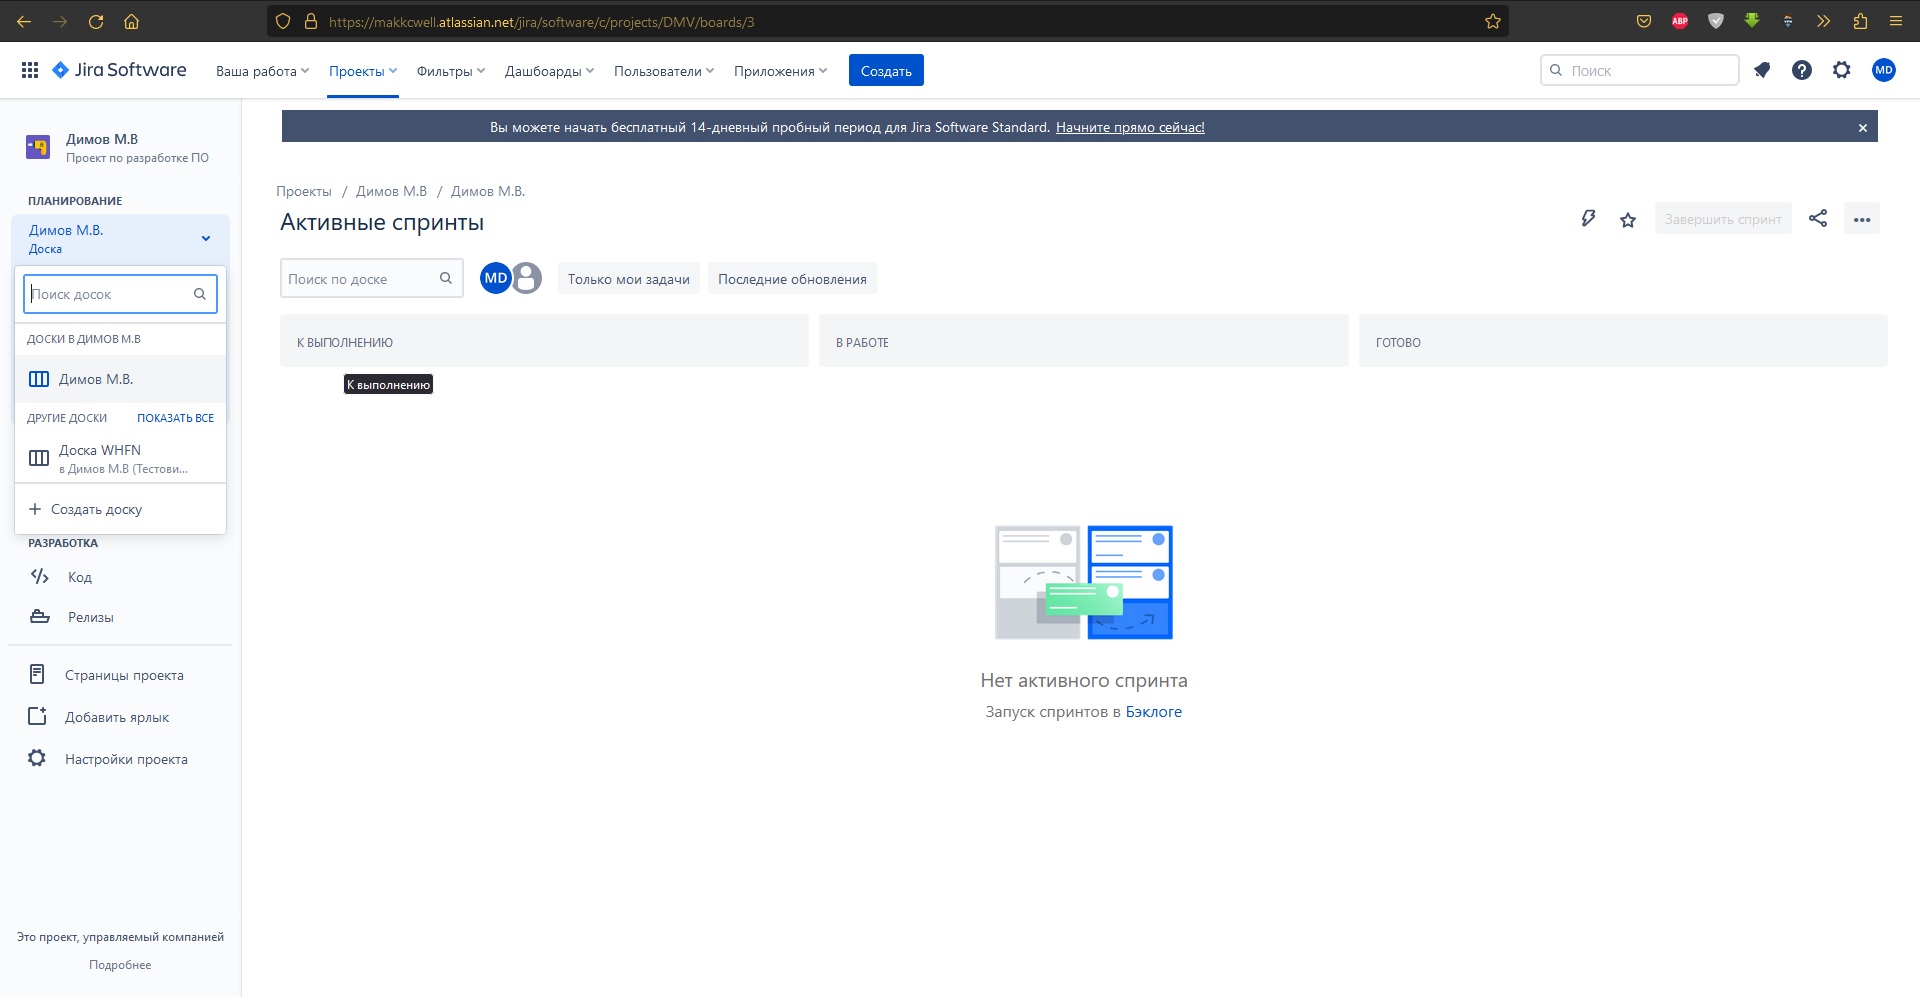 https://makkcwell.atlassian.net/jira/software/c/projects/DMV/boards/3
ABP
Jira Software
Ваша работа
Проекты
Фильтры
Дашборды
Пользователи
Приложения
Создать
Поиск
MD
Димов М.В
Проект по разработке ПО
ПЛАНИРОВАНИЕ
Димов М.В.
Доска
Поиск досок
ДОСКИ В ДИМОВ М.В
Димов М.В.
ДРУГИЕ ДОСКИ ПОКАЗАТЬ ВСЕ
Доска WHFN
в Димов М.В (Тестови...
Создать доску
РАЗРАБОТКА
Код
Релизы
Страницы проекта
Добавить ярлык
Настройки проекта
Это проект, управляемый компанией
Подробнее
Вы можете начать бесплатный 14-дневный пробный период для Jira Software Standard. Начните прямо сейчас!
Проекты / Димов М.В / Димов М.В.
Активные спринты
Завершить спринт
Поиск по доске
MD
Только мои задачи
Последние обновления
К ВЫПОЛНЕНИЮ
В РАБОТЕ
ГОТОВО
К выполнению
Нет активного спринта
Запуск спринтов в Бэклоге